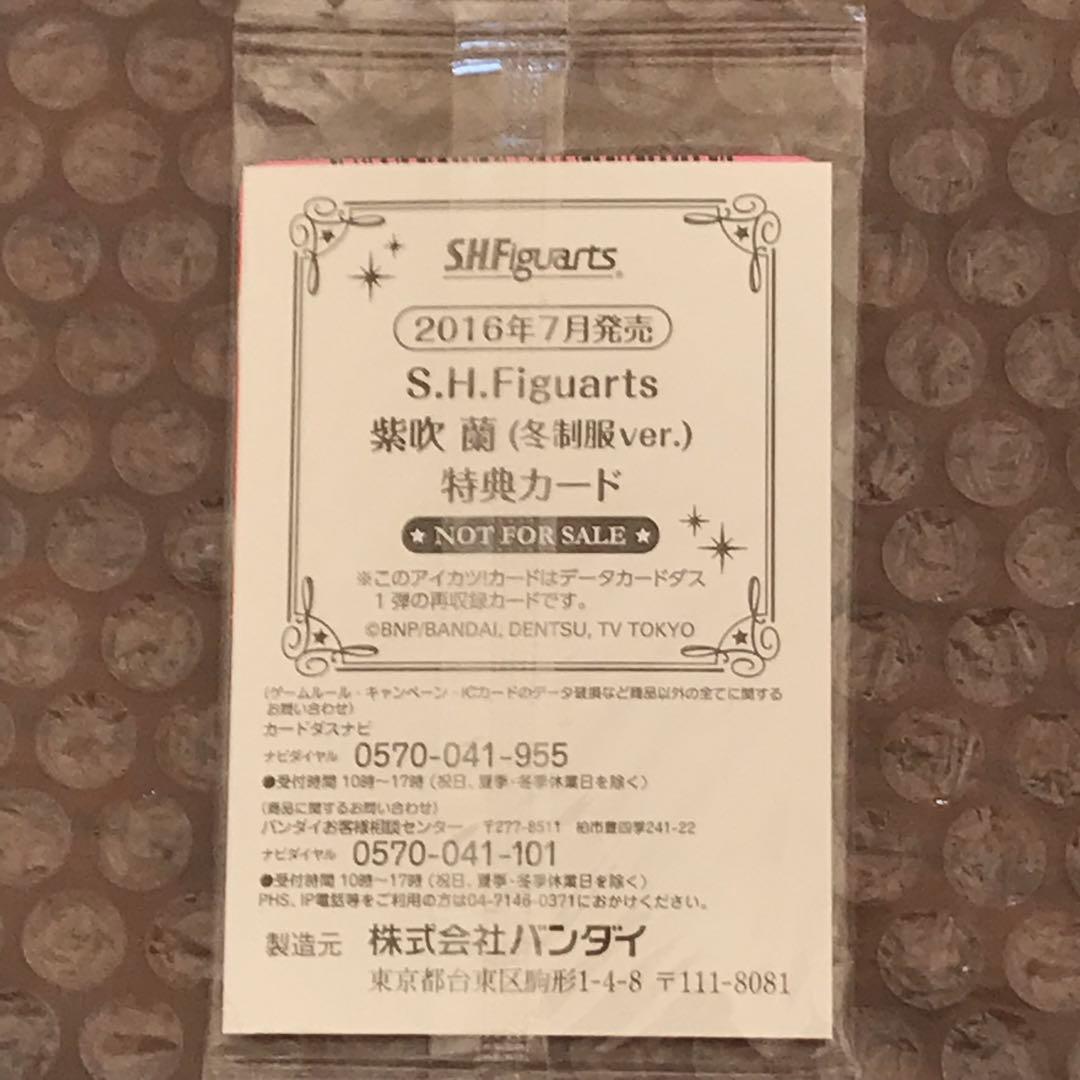 S.H.Figuarts
2016年7月発売
S.H.Figuarts
紫吹 蘭 (冬制服ver.)
特典カード
★ NOT FOR SALE ★
※このアイカツ!カードはデータカードダス
1弾の再収録カードです。
©BNP/BANDAI, DENTSU, TV TOKYO
(ゲームルール・キャンペーン・ICカードのデータ破損など商品以外の全てに関する
お問い合わせ)
カードダスナビ
ナビダイヤル 0570-041-955
●受付時間 10時〜17時 (祝日、夏季・冬季休業日を除く)
(商品に関するお問い合わせ)
バンダイお客様相談センター 〒277-8511 柏市豊四季241-22
ナビダイヤル 0570-041-101
●受付時間 10時〜17時 (祝日、夏季・冬季休業日を除く)
PHS、IP電話等をご利用の方は04-7146-0371におかけください。
製造元 株式会社バンダイ
東京都台東区駒形1-4-8 〒111-8081